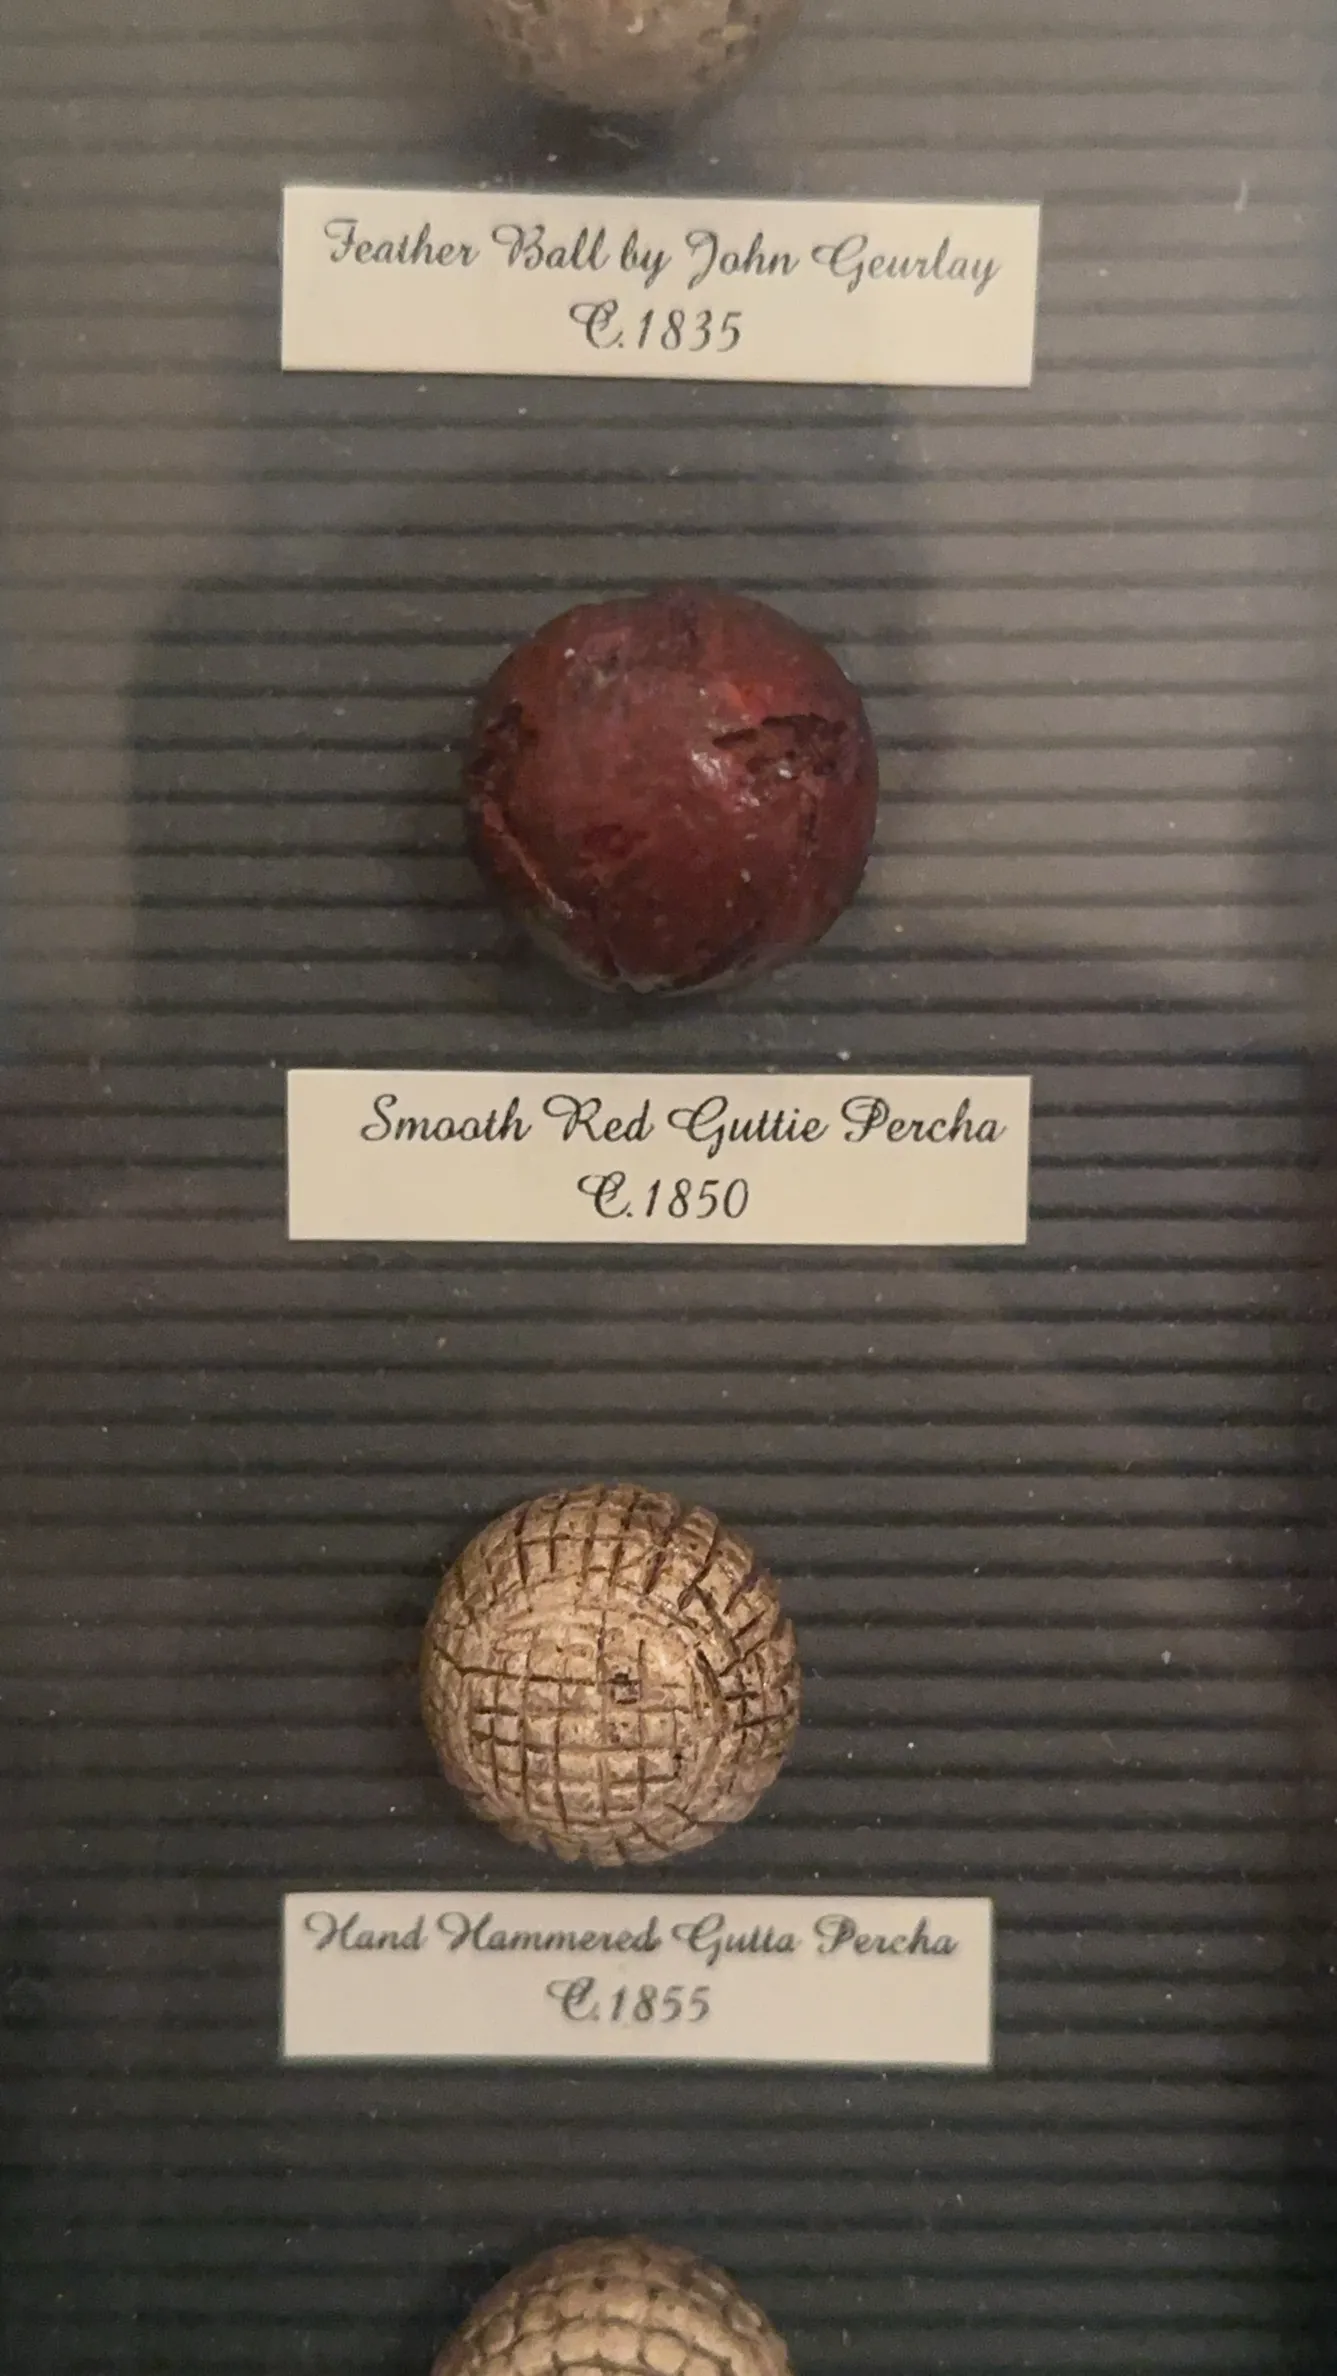 Feather Ball by John Geurlay
C.1835
Smooth Red Guttie Percha
C.1850
Hand Hammered Gutta Percha
C.1855